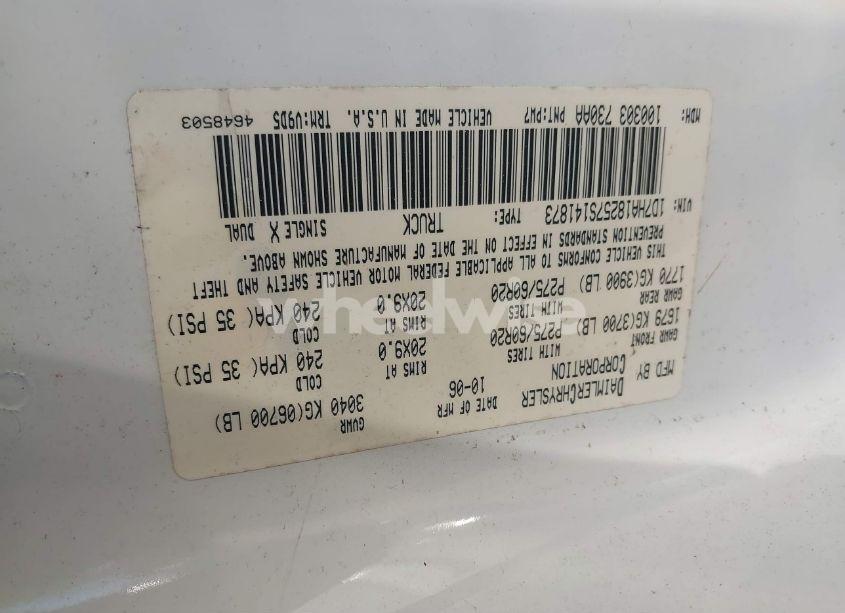 MFD BY DAIMLERCHRYSLER CORPORATION DATE OF MFR 10-06 GVWR 3040 KG(06700 LB)
GAWR FRONT 1679 KG(3700 LB) WITH TIRES P275/60R20 RIMS AT 20X9.0 COLD 240 KPA( 35 PSI)
GAWR REAR 1770 KG(3900 LB) WITH TIRES P275/60R20 RIMS AT 20X9.0 COLD 240 KPA( 35 PSI)
THIS VEHICLE CONFORMS TO ALL APPLICABLE FEDERAL MOTOR VEHICLE SAFETY AND THEFT
PREVENTION STANDARDS IN EFFECT ON THE DATE OF MANUFACTURE SHOWN ABOVE.
VIN: 1D7HA18257S141873 TYPE: TRUCK SINGLE X DUAL
MDH: 100303 730AA PNT:PW7 VEHICLE MADE IN U.S.A. TRM:V9D5 4648503